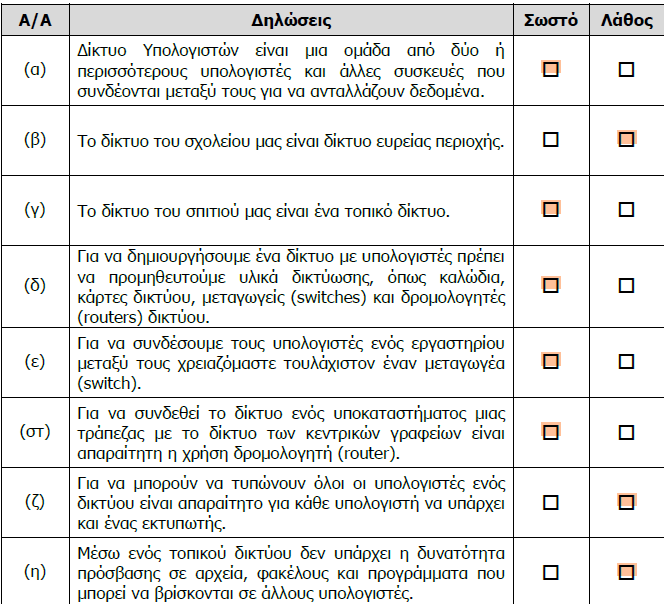 Α/Α Δηλώσεις Σωστό Λάθος
(α) Δίκτυο Υπολογιστών είναι μια ομάδα από δύο ή
περισσότερους υπολογιστές και άλλες συσκευές που
συνδέονται μεταξύ τους για να ανταλλάζουν δεδομένα.
(β) Το δίκτυο του σχολείου μας είναι δίκτυο ευρείας περιοχής.
(γ) Το δίκτυο του σπιτιού μας είναι ένα τοπικό δίκτυο.
(δ) Για να δημιουργήσουμε ένα δίκτυο με υπολογιστές πρέπει
να προμηθευτούμε υλικά δικτύωσης, όπως καλώδια,
κάρτες δικτύου, μεταγωγείς (switches) και δρομολογητές
(routers) δικτύου.
(ε) Για να συνδέσουμε τους υπολογιστές ενός εργαστηρίου
μεταξύ τους χρειαζόμαστε τουλάχιστον έναν μεταγωγέα
(switch).
(στ) Για να συνδεθεί το δίκτυο ενός υποκαταστήματος μιας
τράπεζας με το δίκτυο των κεντρικών γραφείων είναι
απαραίτητη η χρήση δρομολογητή (router).
(ζ) Για να μπορούν να τυπώνουν όλοι οι υπολογιστές ενός
δικτύου είναι απαραίτητο για κάθε υπολογιστή να υπάρχει
και ένας εκτυπωτής.
(η) Μέσω ενός τοπικού δικτύου δεν υπάρχει η δυνατότητα
πρόσβασης σε αρχεία, φακέλους και προγράμματα που
μπορεί να βρίσκονται σε άλλους υπολογιστές.